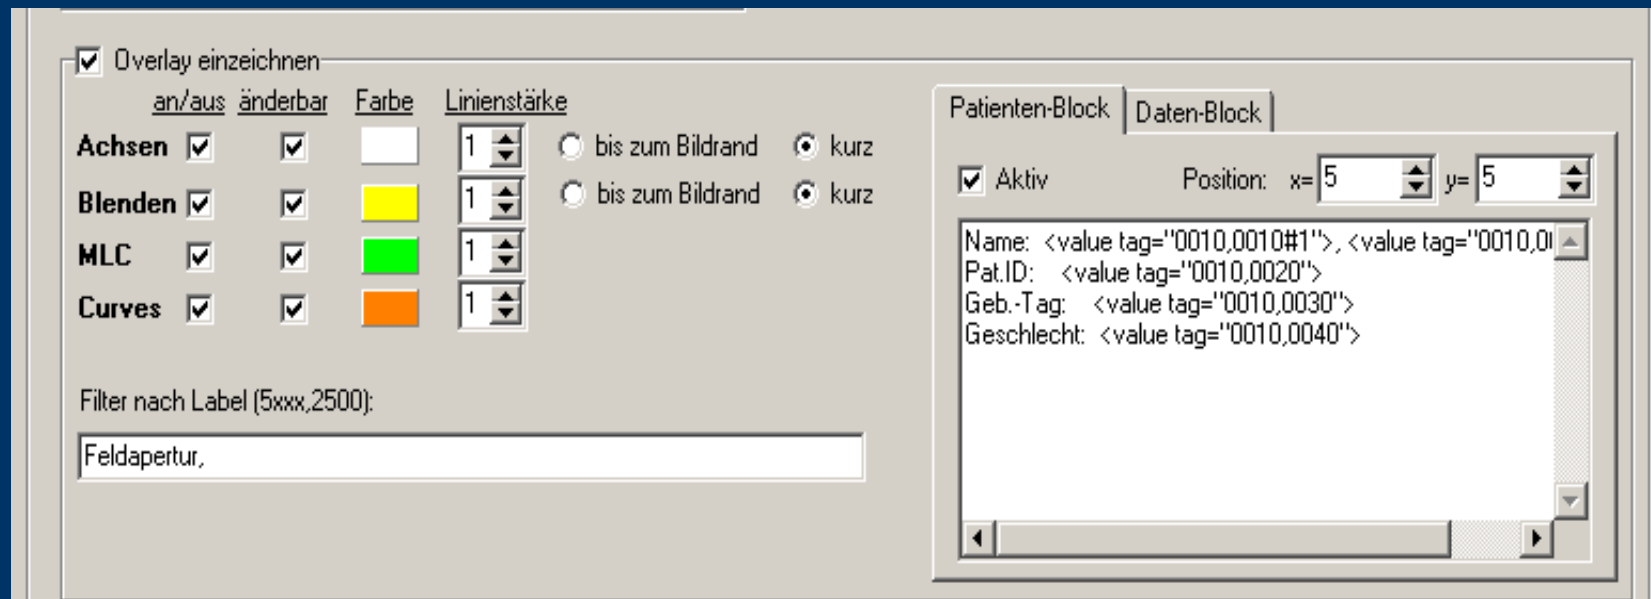 Overlay einzeichnen
an/aus änderbar Farbe Linienstärke
Achsen 1 bis zum Bildrand kurz
Blenden 1 bis zum Bildrand kurz
MLC 1
Curves 1
Filter nach Label (5xxx,2500):
Feldapertur,
Patienten-Block Daten-Block
Aktiv Position: x= 5 y= 5
Name: <value tag="0010,0010#1">, <value tag="0010,0
Pat.ID: <value tag="0010,0020">
Geb.-Tag: <value tag="0010,0030">
Geschlecht: <value tag="0010,0040">